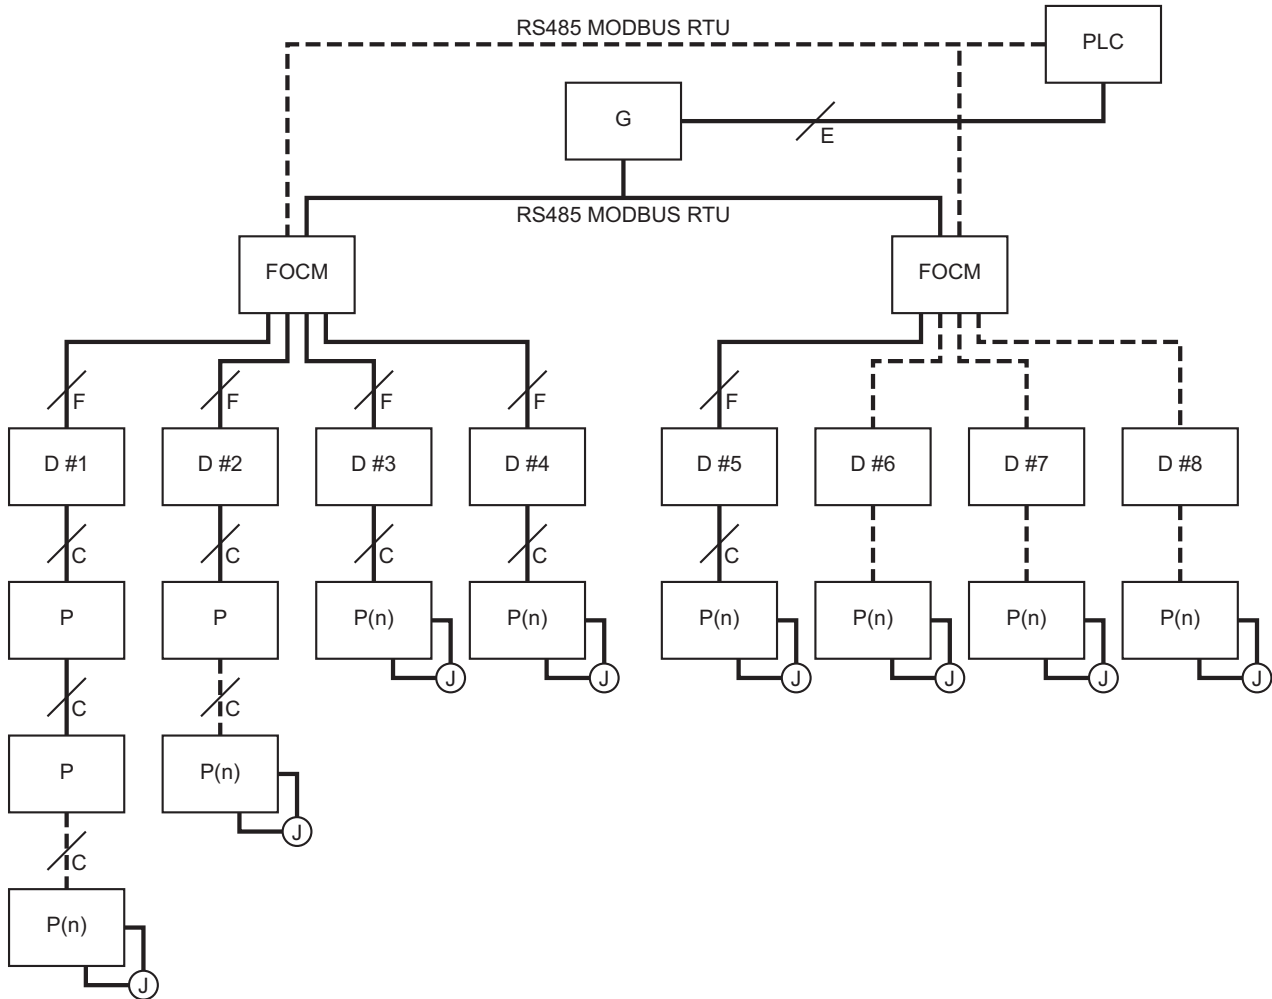 RS485 MODBUS RTU
PLC
G
E
RS485 MODBUS RTU
FOCM
FOCM
F
F
F
F
F
D #1
D #2
D #3
D #4
D #5
D #6
D #7
D #8
C
C
C
C
C
P
P
P(n)
P(n)
P(n)
P(n)
P(n)
P(n)
J
J
J
J
J
J
C
C
P
P(n)
J
C
P(n)
J